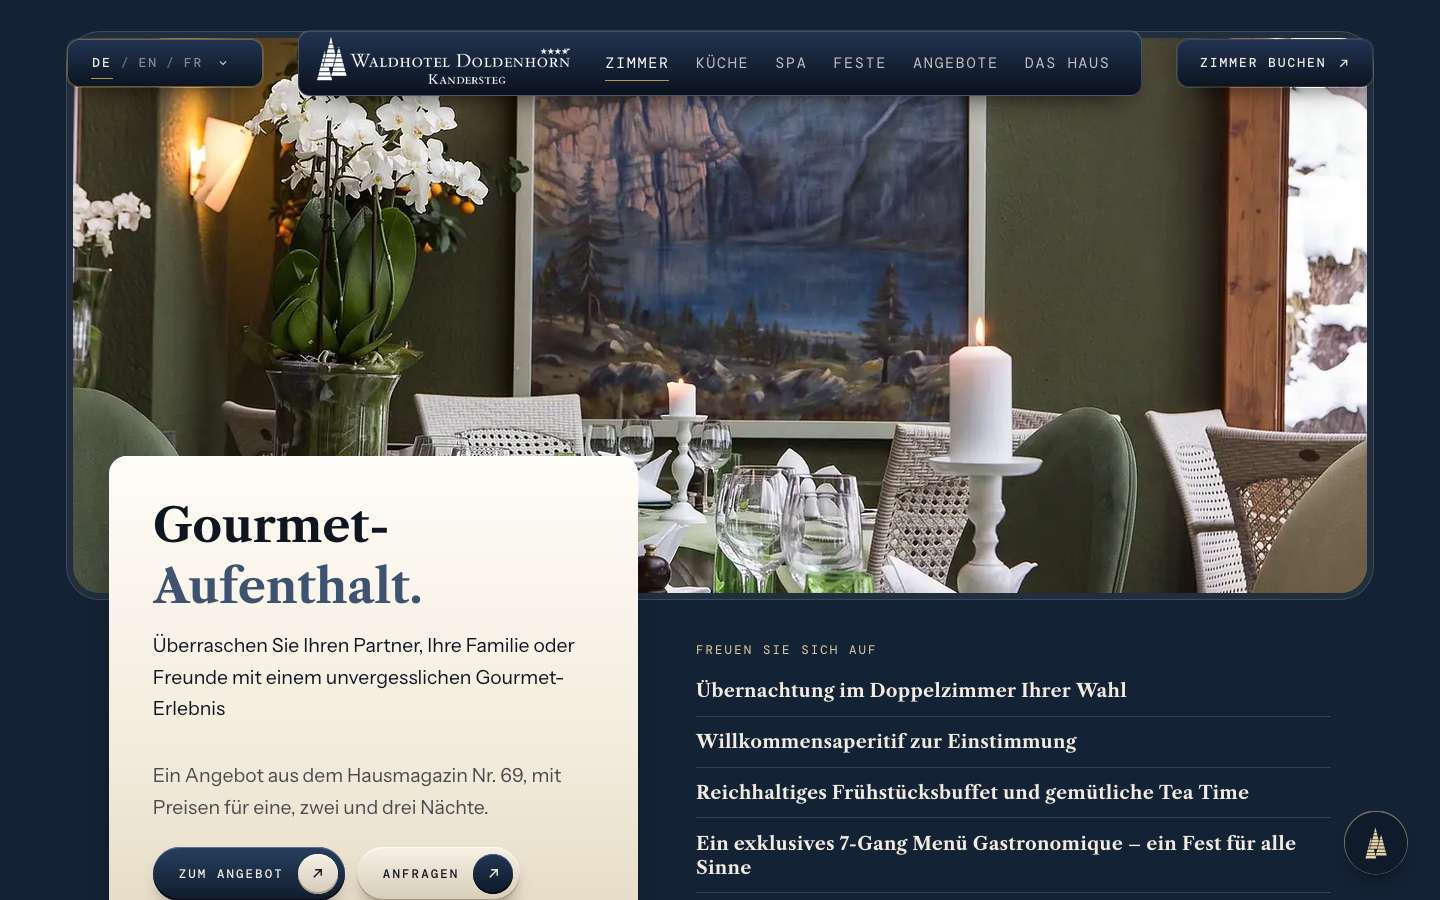 DE / EN / FR
WALDHOTEL DOLDENHORN
KANDERSTEG
ZIMMER
KÜCHE
SPA
FESTE
ANGEBOTE
DAS HAUS
ZIMMER BUCHEN
Gourmet-
Aufenthalt.
Überraschen Sie Ihren Partner, Ihre Familie oder
Freunde mit einem unvergesslichen Gourmet-
Erlebnis
Ein Angebot aus dem Hausmagazin Nr. 69, mit
Preisen für eine, zwei und drei Nächte.
ZUM ANGEBOT
ANFRAGEN
FREUEN SIE SICH AUF
Übernachtung im Doppelzimmer Ihrer Wahl
Willkommensaperitif zur Einstimmung
Reichhaltiges Frühstücksbuffet und gemütliche Tea Time
Ein exklusives 7-Gang Menü Gastronomique – ein Fest für alle
Sinne